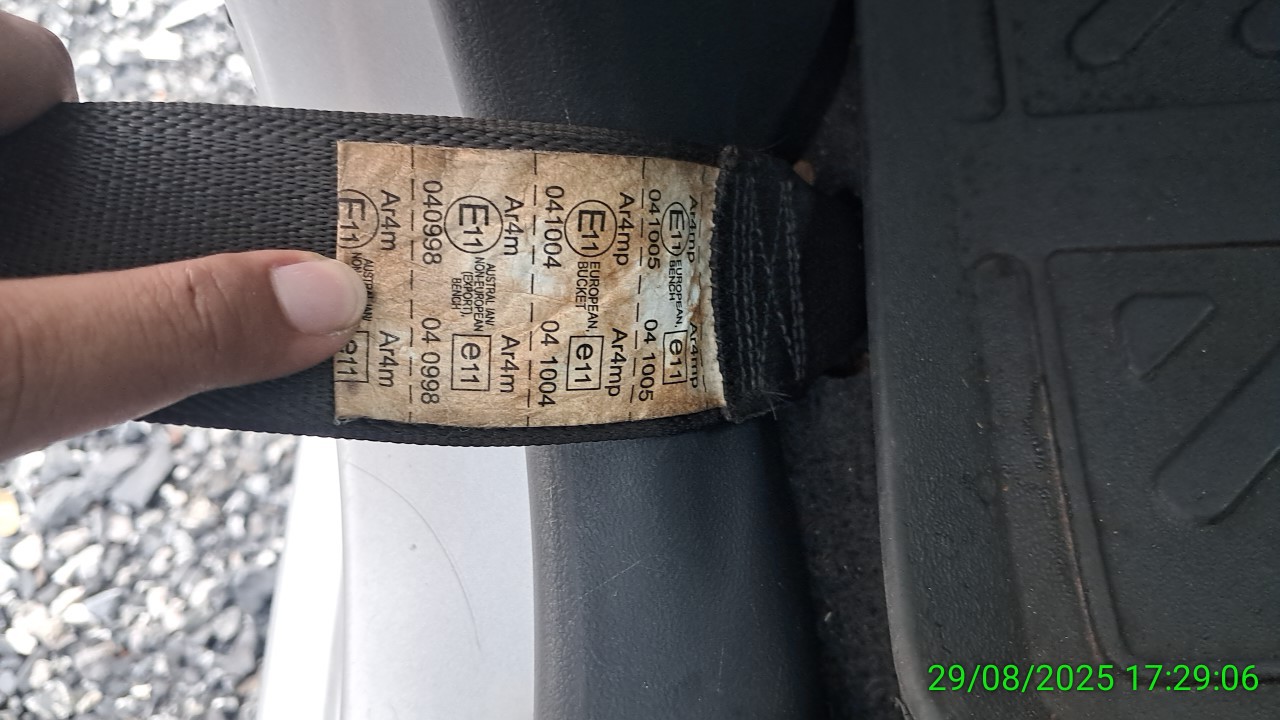 Ar4mp Ar4mp
E11 EUROPEAN, e11
BENCH
041005 04 1005
Ar4mp Ar4mp
E11 EUROPEAN, e11
BUCKET
041004 04 1004
Ar4m Ar4m
E11 AUSTRALIAN/ e11
NON-EUROPEAN
(EXPORT)
BENCH
040998 04 0998
Ar4m Ar4m
E11 e11
29/08/2025 17:29:06